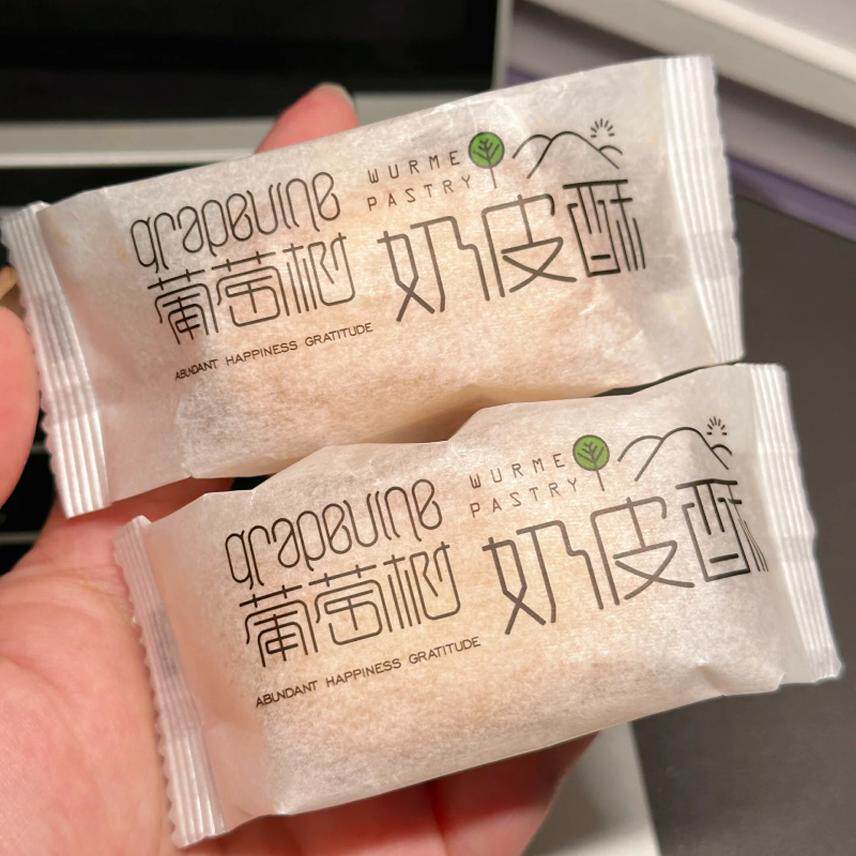 grapevine
葡萄树
WURME
PASTRY
奶皮酥
ABUNDANT HAPPINESS GRATITUDE
grapevine
葡萄树
WURME
PASTRY
奶皮酥
ABUNDANT HAPPINESS GRATITUDE